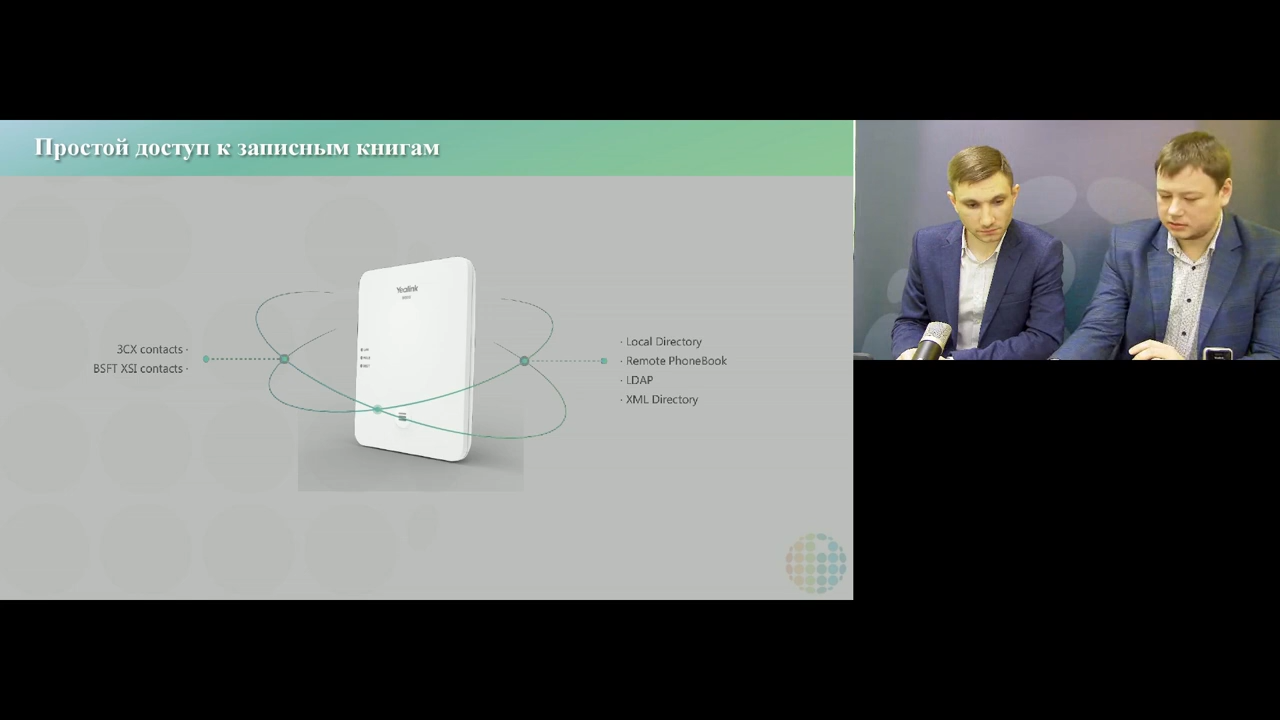 Простой доступ к записным книгам
Yealink
3CX contacts ·
BSFT XSI contacts ·
· Local Directory
· Remote PhoneBook
· LDAP
· XML Directory